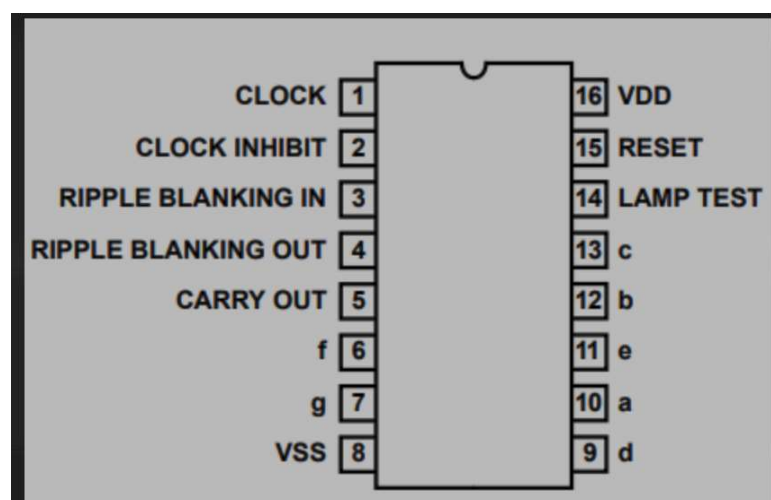 CLOCK 1 16 VDD
CLOCK INHIBIT 2 15 RESET
RIPPLE BLANKING IN 3 14 LAMP TEST
RIPPLE BLANKING OUT 4 13 c
CARRY OUT 5 12 b
f 6 11 e
g 7 10 a
VSS 8 9 d